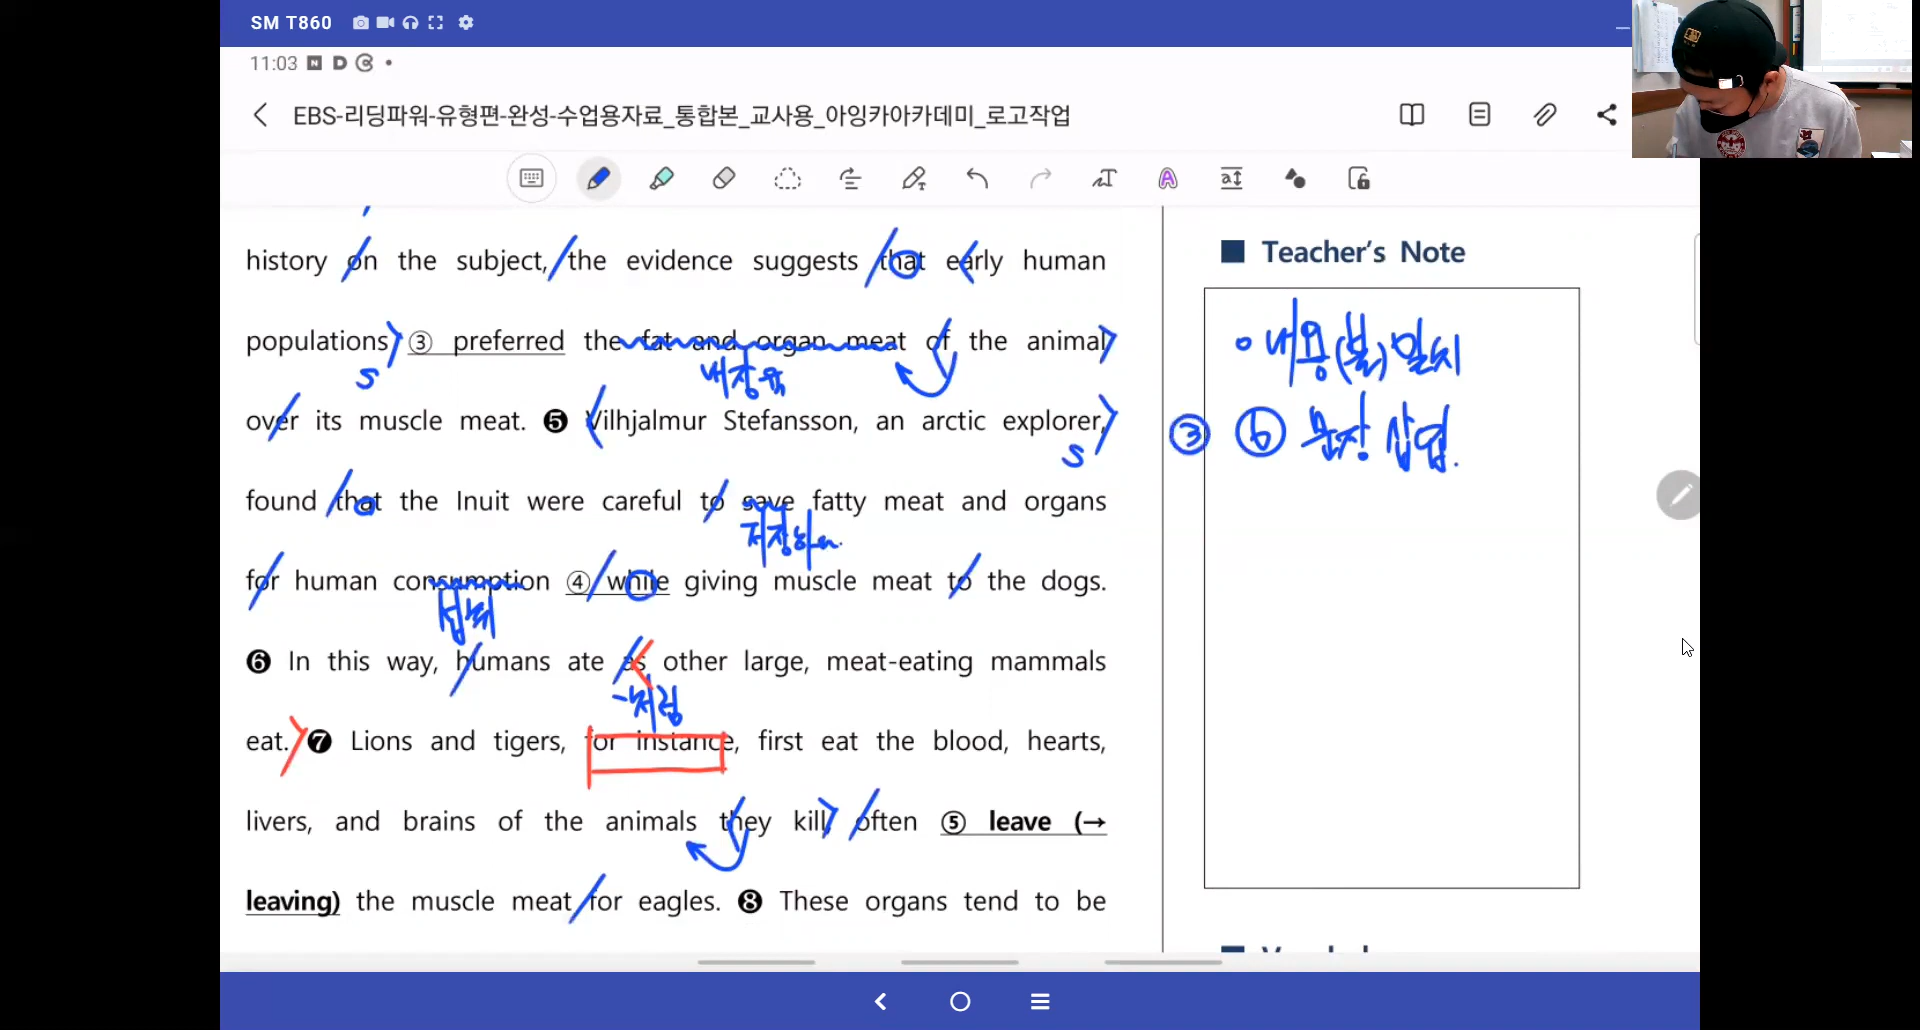 SM T860
11:03
EBS-리딩파워-유형편-완성-수업용자료_통합본_교사용_아잉카아카데미_로고작업
history on the subject, the evidence suggests that early human
populations ③ preferred the fat and organ meat of the animal
S
내장육
over its muscle meat. ❺ Vilhjalmur Stefansson, an arctic explorer,
S
found that the Inuit were careful to save fatty meat and organs
저장하다.
for human consumption ④ while giving muscle meat to the dogs.
섭취
❻ In this way, humans ate as other large, meat-eating mammals
~처럼
eat. ❼ Lions and tigers, for instance, first eat the blood, hearts,
livers, and brains of the animals they kill, often ⑤ leave (→
leaving) the muscle meat for eagles. ❽ These organs tend to be
Teacher's Note
내용(불)일치
③ ⑥ 문장 삽입.